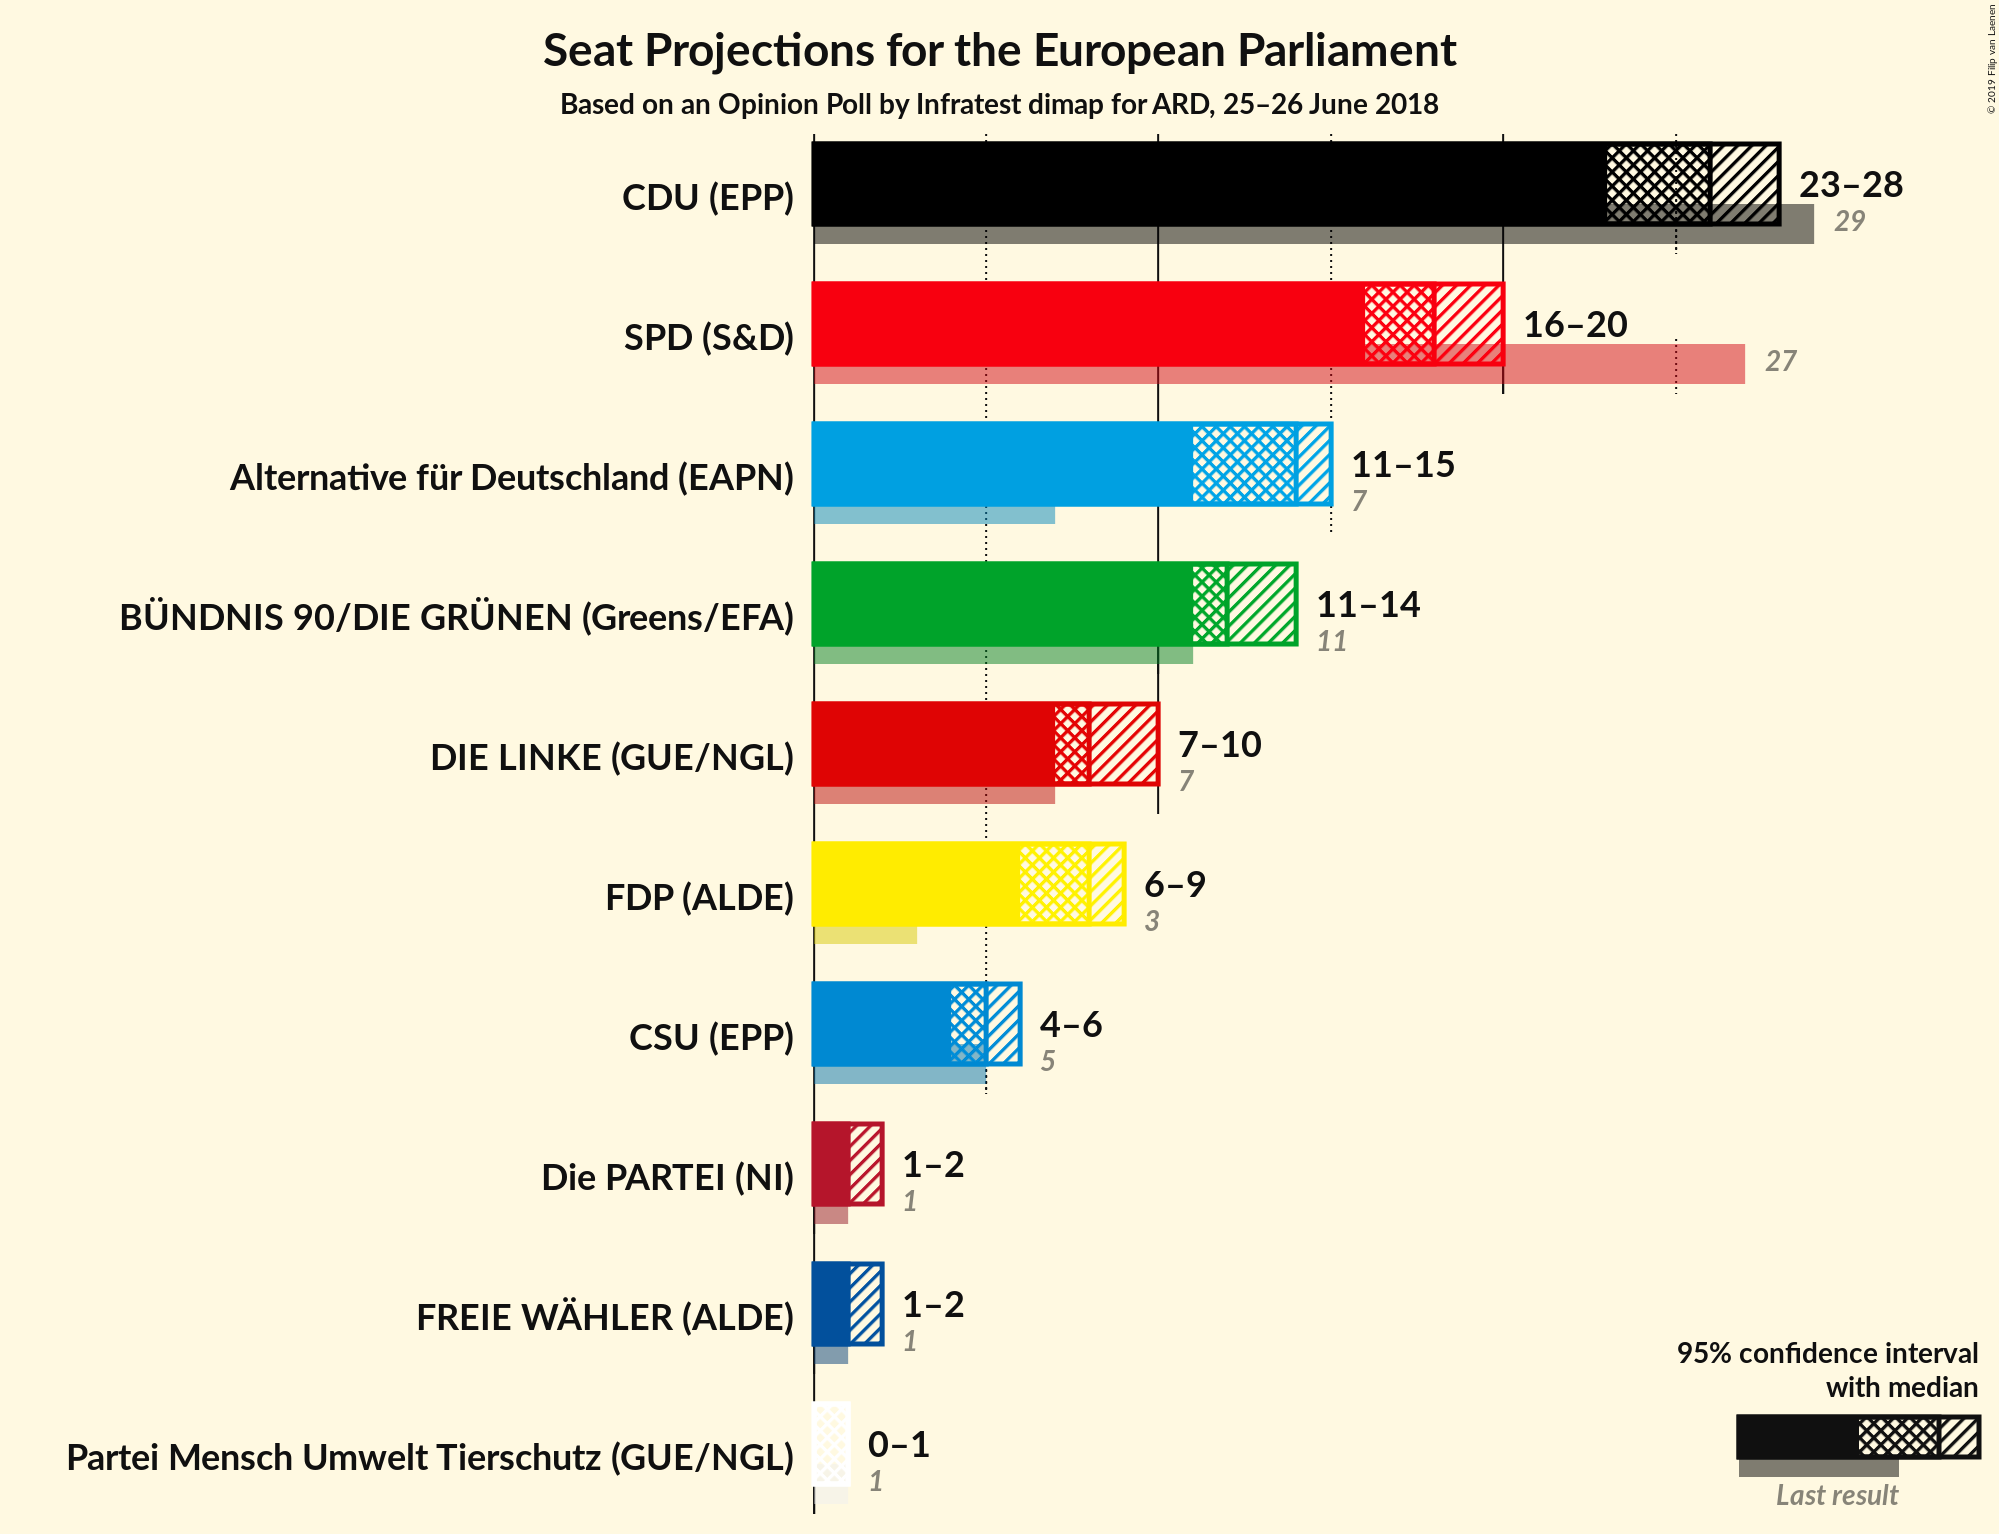 Seat Projections for the European Parliament
Based on an Opinion Poll by Infratest dimap for ARD, 25–26 June 2018
© 2019 Filip van Laenen
CDU (EPP)
23–28
29
SPD (S&D)
16–20
27
Alternative für Deutschland (EAPN)
11–15
7
BÜNDNIS 90/DIE GRÜNEN (Greens/EFA)
11–14
11
DIE LINKE (GUE/NGL)
7–10
7
FDP (ALDE)
6–9
3
CSU (EPP)
4–6
5
Die PARTEI (NI)
1–2
1
FREIE WÄHLER (ALDE)
1–2
1
Partei Mensch Umwelt Tierschutz (GUE/NGL)
0–1
1
95% confidence interval
with median
Last result